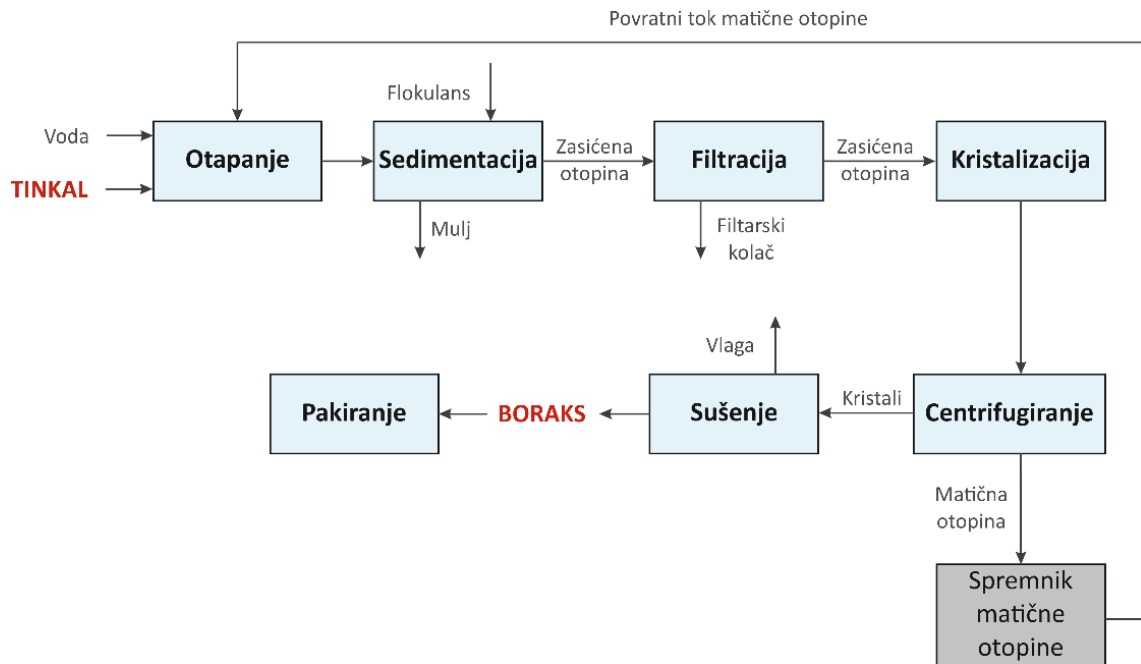 Povratni tok matične otopine
Flokulans
Voda
TINKAL
Otapanje
Sedimentacija
Zasićena
otopina
Filtracija
Zasićena
otopina
Kristalizacija
Mulj
Filtarski
kolač
Vlaga
Pakiranje
BORAKS
Sušenje
Kristali
Centrifugiranje
Matična
otopina
Spremnik
matične
otopine